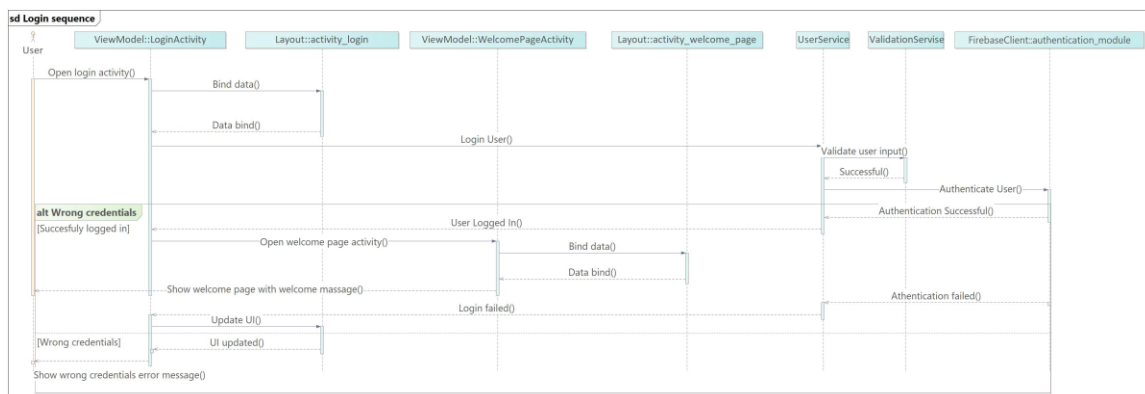 sd Login sequence
User
ViewModel::LoginActivity
Layout::activity_login
ViewModel::WelcomePageActivity
Layout::activity_welcome_page
UserService
ValidationServise
FirebaseClient::authentication_module
Open login activity()
Bind data()
Data bind()
Login User()
Validate user input()
Successful()
Authenticate User()
alt Wrong credentials
Authentication Successful()
[Succesfuly logged in]
User Logged In()
Open welcome page activity()
Bind data()
Data bind()
Show welcome page with welcome massage()
Athentication failed()
Login failed()
Update UI()
[Wrong credentials]
UI updated()
Show wrong credentials error message()